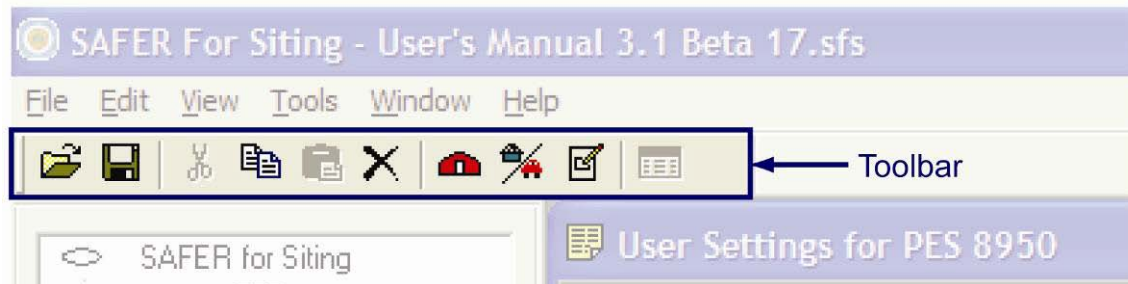 SAFER For Siting - User's Manual 3.1 Beta 17.sfs
File Edit View Tools Window Help
Toolbar
SAFER for Siting
User Settings for PES 8950